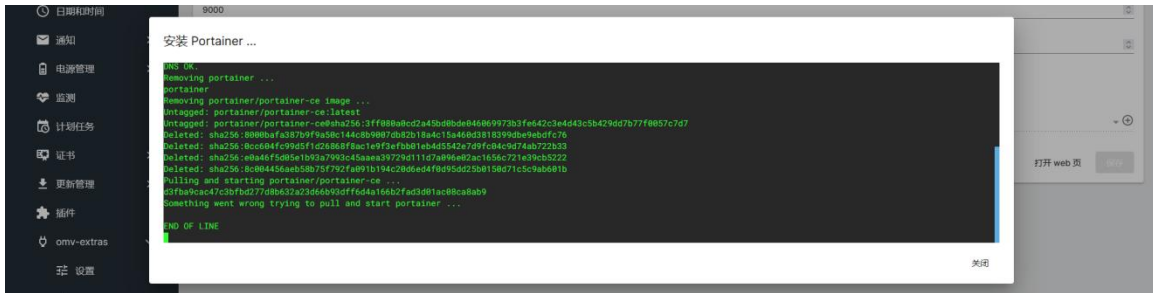 日期和时间
9000
通知
安装 Portainer ...
电源管理
DNS OK.
Removing portainer ...
portainer
监测
Removing portainer/portainer-ce image ...
Untagged: portainer/portainer-ce:latest
Untagged: portainer/portainer-ce@sha256:3ff080a0cd2a45bd0bde046069973b3fe642c3e4d43c5b429dd7b77f0057c7d7
计划任务
Deleted: sha256:8000bafa387b9f9a50c144c8b9007db82b18a4c15a460d3818399dbe9ebdfc76
Deleted: sha256:0cc604fc99d5f1d26868f8ac1e9f3efbb01eb4d5542e7d9fc04c9d74ab722b33
证书
Deleted: sha256:e0a46f5d05e1b93a7993c45aaea39729d111d7a096e02ac1656c721e39cb5222
Deleted: sha256:8c004456aeb58b75f792fa091b194c20d6ed4f0d95dd25b0150d71c5c9ab601b
打开 web 页
保存
更新管理
Pulling and starting portainer/portainer-ce ...
d3fba9cac47c3bfbd277d8b632a23d66b93dff6d4a166b2fad3d01ac08ca8ab9
Something went wrong trying to pull and start portainer ...
插件
END OF LINE
omv-extras
关闭
设置